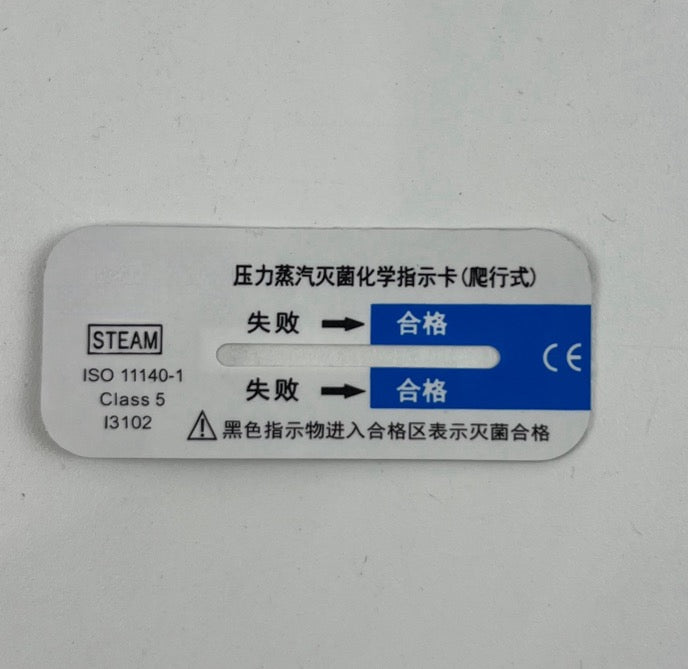 压力蒸汽灭菌化学指示卡(爬行式)
失败 合格
STEAM
CE
ISO 11140-1
失败 合格
Class 5
I3102
黑色指示物进入合格区表示灭菌合格